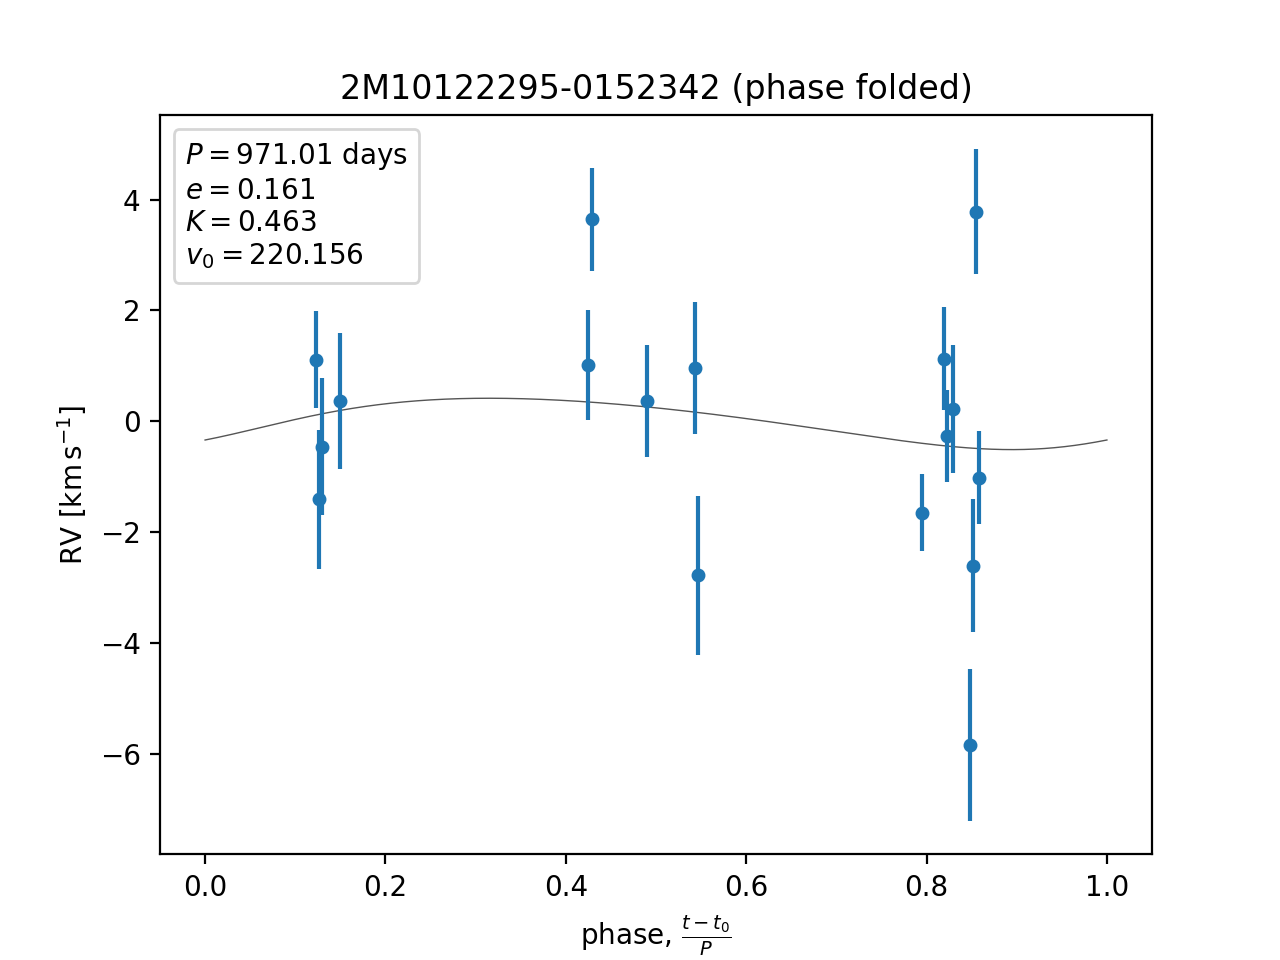 2M10122295-0152342 (phase folded)
P = 971.01 days
e = 0.161
K = 0.463
v₀ = 220.156
4
2
0
−2
−4
−6
RV [km s⁻¹]
0.0 0.2 0.4 0.6 0.8 1.0
phase, (t − t₀)/P